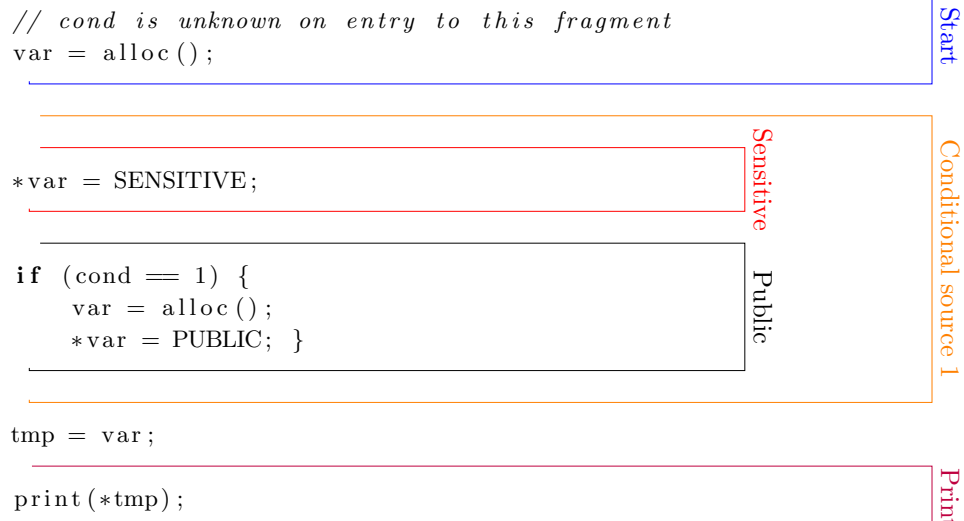 // cond is unknown on entry to this fragment
var = alloc();
Start
Conditional source 1
Sensitive
*var = SENSITIVE;
Public
if (cond == 1) {
var = alloc();
*var = PUBLIC; }
tmp = var;
Print
print(*tmp);